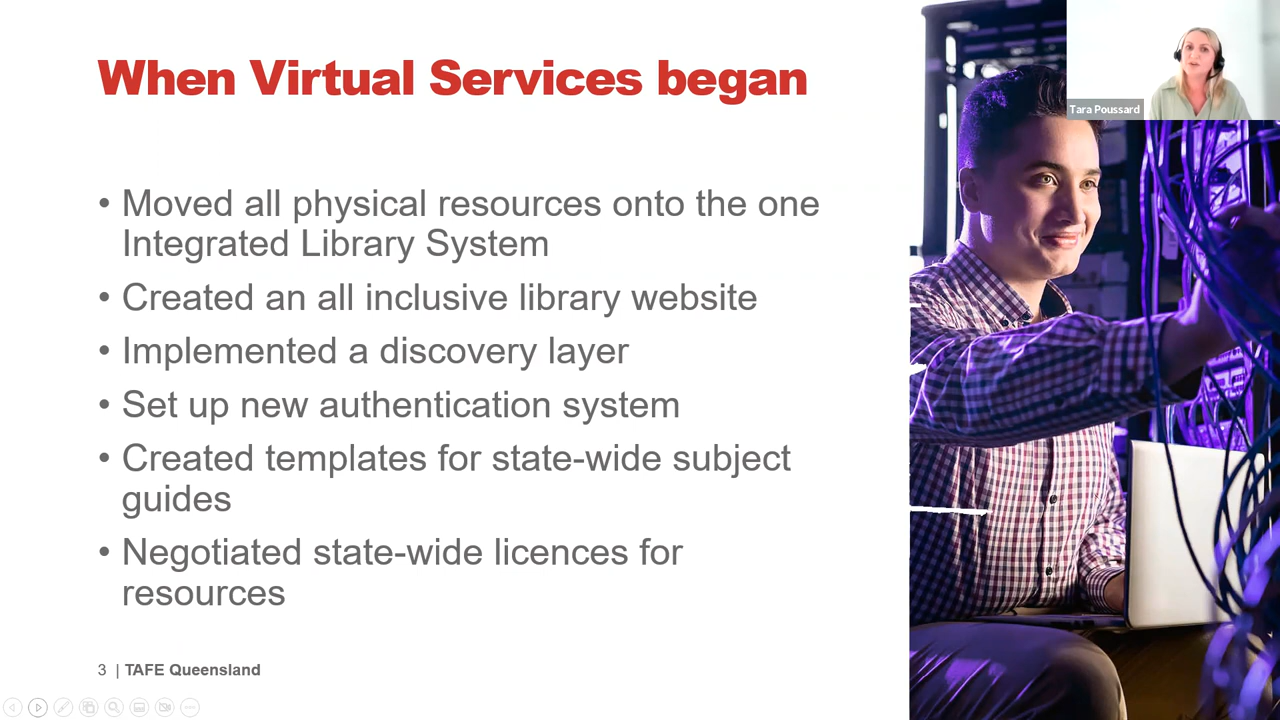 When Virtual Services began
Tara Poussard
• Moved all physical resources onto the one
Integrated Library System
• Created an all inclusive library website
• Implemented a discovery layer
• Set up new authentication system
• Created templates for state-wide subject
guides
• Negotiated state-wide licences for
resources
3 | TAFE Queensland